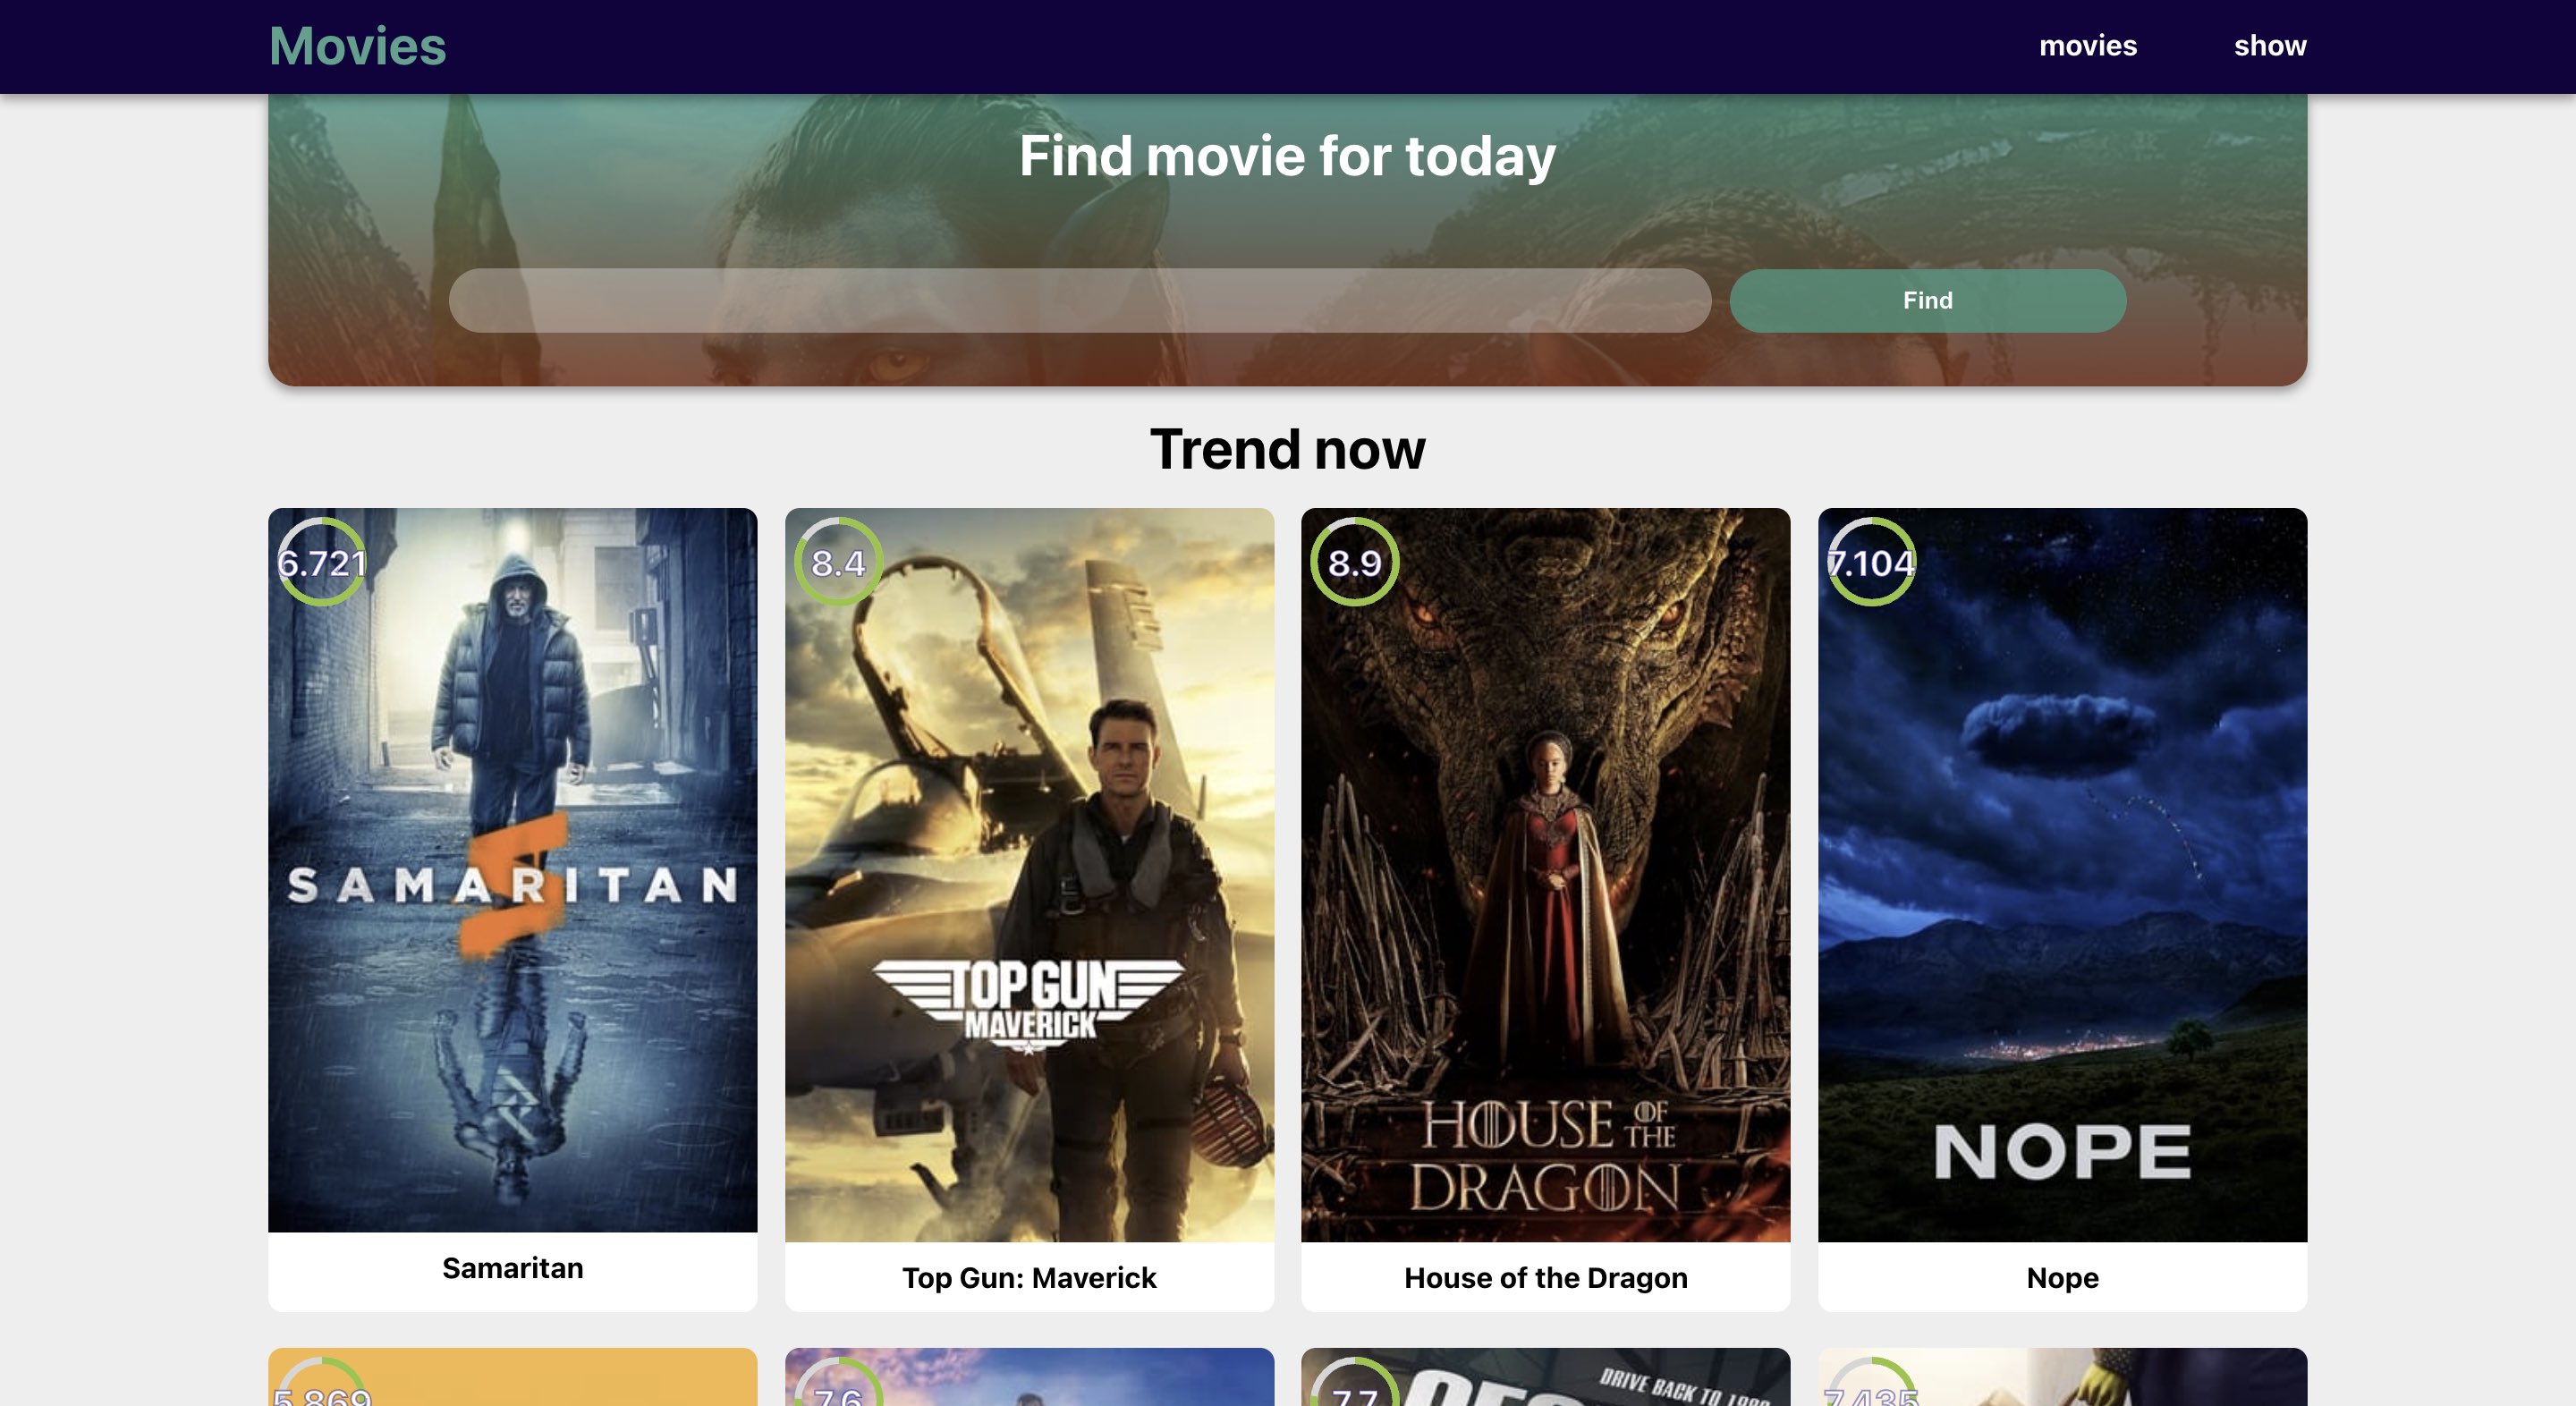 Movies
movies
show
Find movie for today
Find
Trend now
6.721
8.4
8.9
7.104
SAMARITAN
TOP GUN
MAVERICK
HOUSE OF THE
DRAGON
NOPE
Samaritan
Top Gun: Maverick
House of the Dragon
Nope
5.869
7.6
7.7
7.435
DRIVE BACK TO